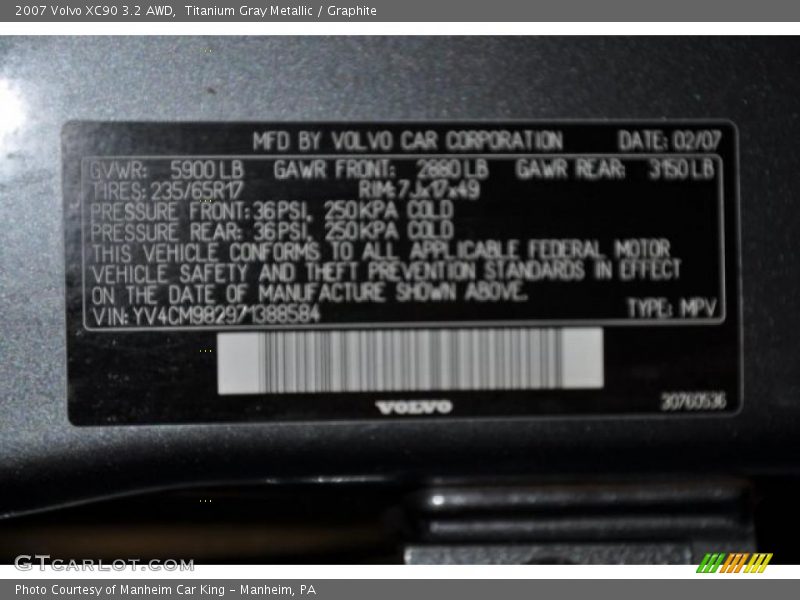 2007 Volvo XC90 3.2 AWD,  Titanium Gray Metallic / Graphite
MFD BY VOLVO CAR CORPORATION DATE: 02/07
GVWR: 5900 LB GAWR FRONT: 2880 LB GAWR REAR: 3150 LB
TIRES: 235/65R17 RIM: 7Jx17x49
PRESSURE FRONT: 36 PSI, 250 KPA COLD
PRESSURE REAR: 36 PSI, 250 KPA COLD
THIS VEHICLE CONFORMS TO ALL APPLICABLE FEDERAL MOTOR
VEHICLE SAFETY AND THEFT PREVENTION STANDARDS IN EFFECT
ON THE DATE OF MANUFACTURE SHOWN ABOVE.
VIN: YV4CM982971388584 TYPE: MPV
VOLVO 30760536
GTCARLOT.COM
Photo Courtesy of Manheim Car King - Manheim, PA